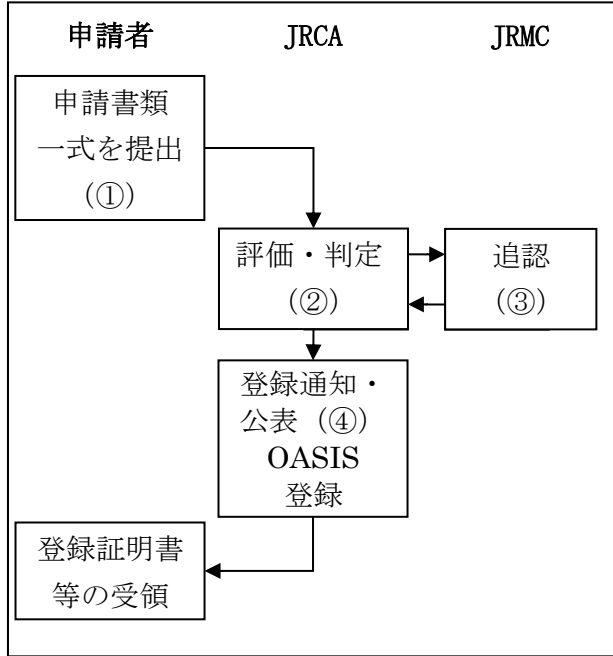 申請者 JRCA JRMC
申請書類
一式を提出
(①)
評価・判定
(②)
追認
(③)
登録通知・
公表(④)
OASIS
登録
登録証明書
等の受領